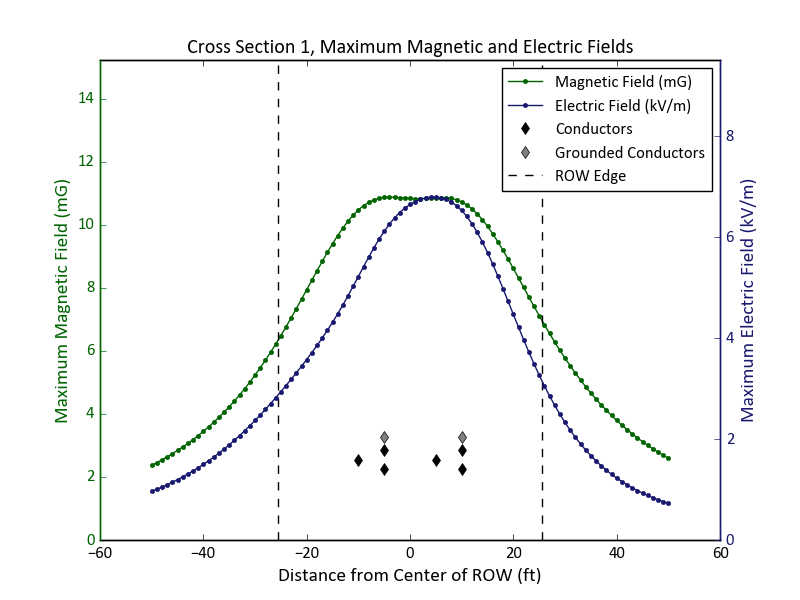 Cross Section 1, Maximum Magnetic and Electric Fields
Magnetic Field (mG)
Electric Field (kV/m)
Conductors
Grounded Conductors
ROW Edge
Maximum Magnetic Field (mG)
14
12
10
8
6
4
2
0
Maximum Electric Field (kV/m)
8
6
4
2
0
−60 −40 −20 0 20 40 60
Distance from Center of ROW (ft)